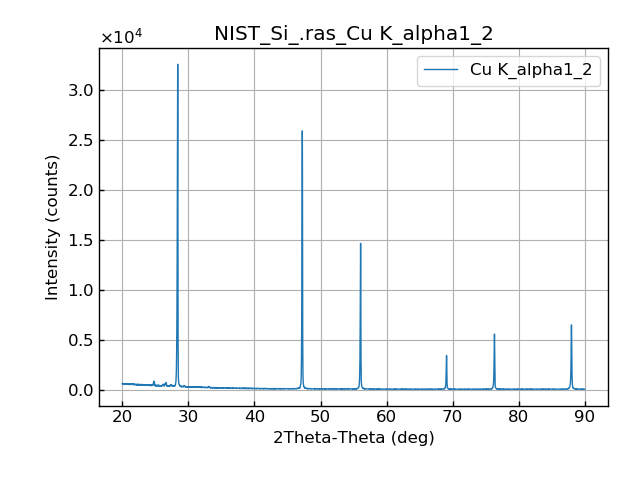 NIST_Si_.ras_Cu K_alpha1_2
×10⁴
Cu K_alpha1_2
3.0
2.5
2.0
1.5
1.0
0.5
0.0
Intensity (counts)
20 30 40 50 60 70 80 90
2Theta-Theta (deg)